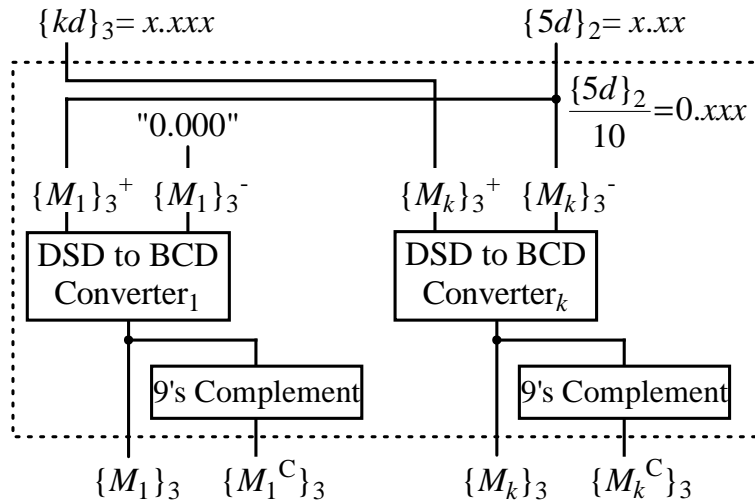 {kd}₃=x.xxx {5d}₂=x.xx
"0.000" {5d}₂/10=0.xxx
{M₁}₃⁺ {M₁}₃⁻ {Mₖ}₃⁺ {Mₖ}₃⁻
DSD to BCD DSD to BCD
Converter₁ Converterₖ
9's Complement 9's Complement
{M₁}₃ {M₁ᶜ}₃ {Mₖ}₃ {Mₖᶜ}₃